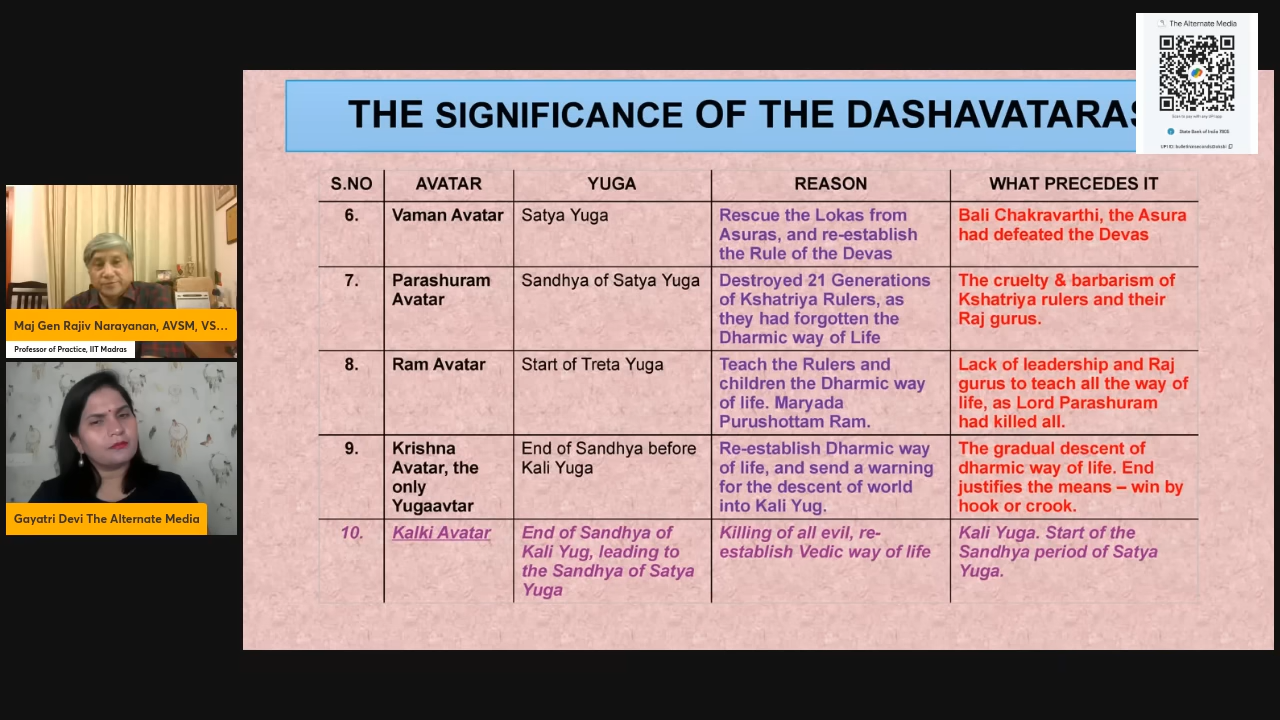 The Alternate Media
Scan to pay with any UPI app
State Bank of India 7808
THE SIGNIFICANCE OF THE DASHAVATARAS
S.NO
AVATAR
YUGA
REASON
WHAT PRECEDES IT
6.
Vaman Avatar
Satya Yuga
Rescue the Lokas from
Asuras, and re-establish
the Rule of the Devas
Bali Chakravarthi, the Asura
had defeated the Devas
7.
Parashuram
Avatar
Sandhya of Satya Yuga
Destroyed 21 Generations
of Kshatriya Rulers, as
they had forgotten the
Dharmic way of Life
The cruelty & barbarism of
Kshatriya rulers and their
Raj gurus.
8.
Ram Avatar
Start of Treta Yuga
Teach the Rulers and
children the Dharmic way
of life. Maryada
Purushottam Ram.
Lack of leadership and Raj
gurus to teach all the way of
life, as Lord Parashuram
had killed all.
9.
Krishna
Avatar, the
only
Yugaavtar
End of Sandhya before
Kali Yuga
Re-establish Dharmic way
of life, and send a warning
for the descent of world
into Kali Yug.
The gradual descent of
dharmic way of life. End
justifies the means – win by
hook or crook.
10.
Kalki Avatar
End of Sandhya of
Kali Yug, leading to
the Sandhya of Satya
Yuga
Killing of all evil, re-
establish Vedic way of life
Kali Yuga. Start of the
Sandhya period of Satya
Yuga.
Maj Gen Rajiv Narayanan, AVSM, VS...
Professor of Practice, IIT Madras
Gayatri Devi The Alternate Media